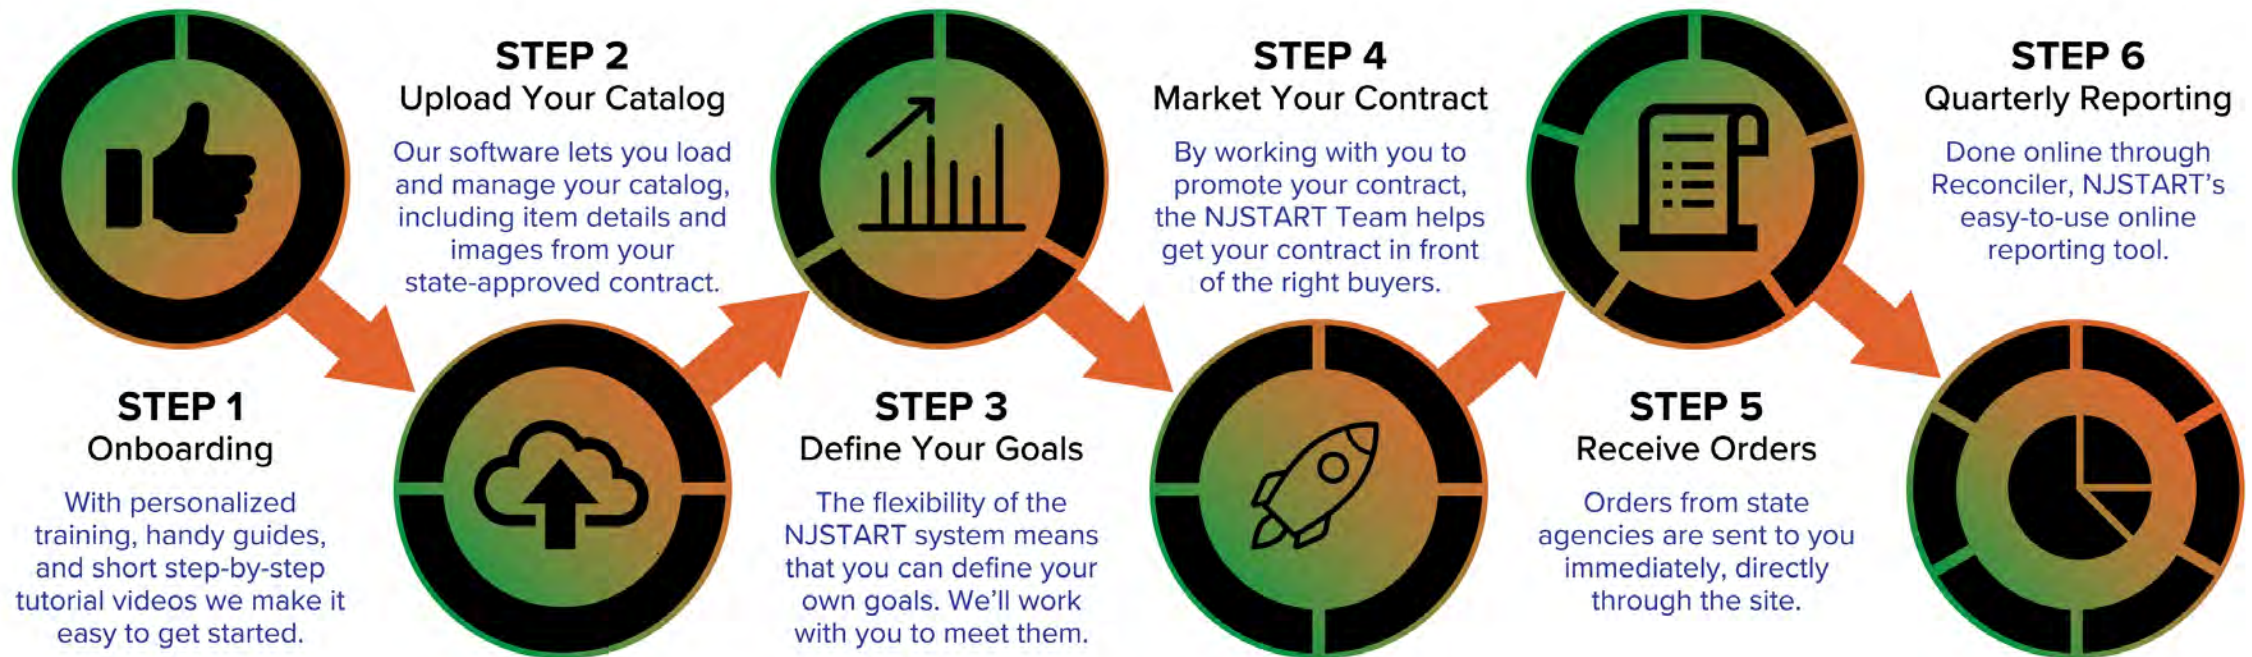 STEP 1
Onboarding
With personalized
training, handy guides,
and short step-by-step
tutorial videos we make it
easy to get started.
STEP 2
Upload Your Catalog
Our software lets you load
and manage your catalog,
including item details and
images from your
state-approved contract.
STEP 3
Define Your Goals
The flexibility of the
NJSTART system means
that you can define your
own goals. We'll work
with you to meet them.
STEP 4
Market Your Contract
By working with you to
promote your contract,
the NJSTART Team helps
get your contract in front
of the right buyers.
STEP 5
Receive Orders
Orders from state
agencies are sent to you
immediately, directly
through the site.
STEP 6
Quarterly Reporting
Done online through
Reconciler, NJSTART's
easy-to-use online
reporting tool.